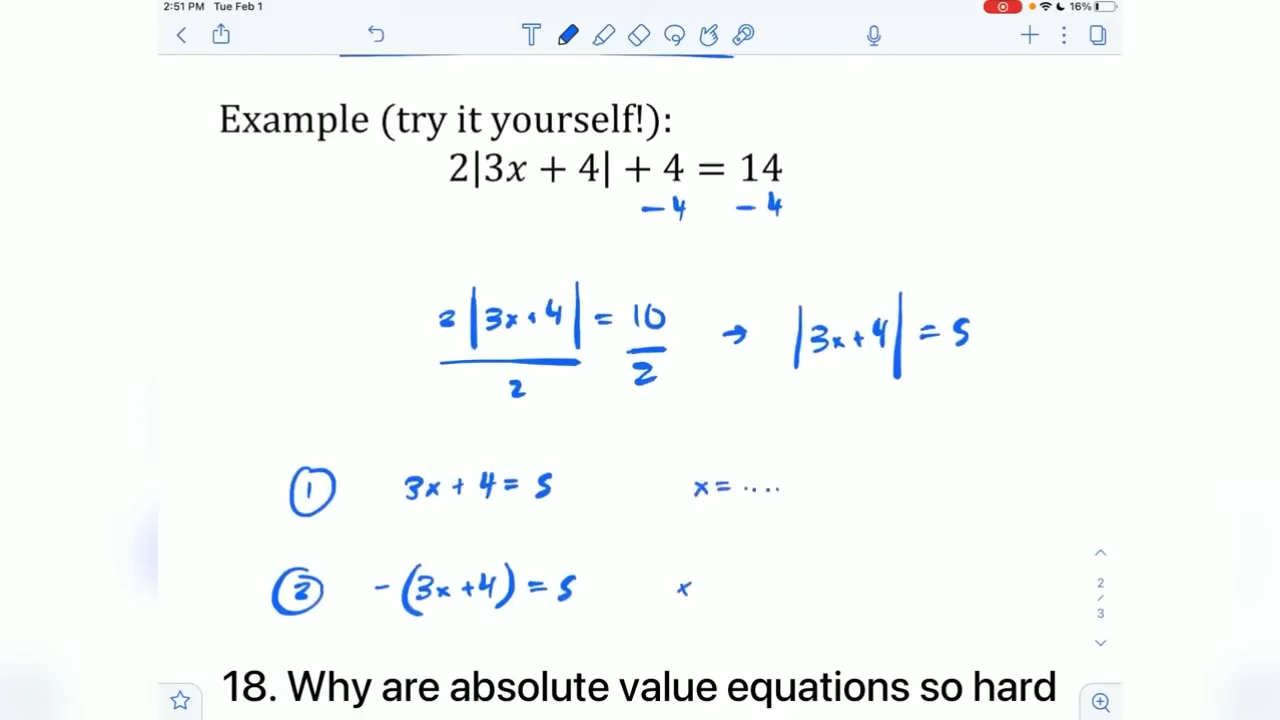 2:51 PM Tue Feb 1
16%
Example (try it yourself!):
2|3x + 4| + 4 = 14
-4 -4
2|3x+4| = 10 → |3x+4| = 5
2 2
1 3x + 4 = 5 x = ....
2 -(3x+4) = 5 x
2
/
3
18. Why are absolute value equations so hard